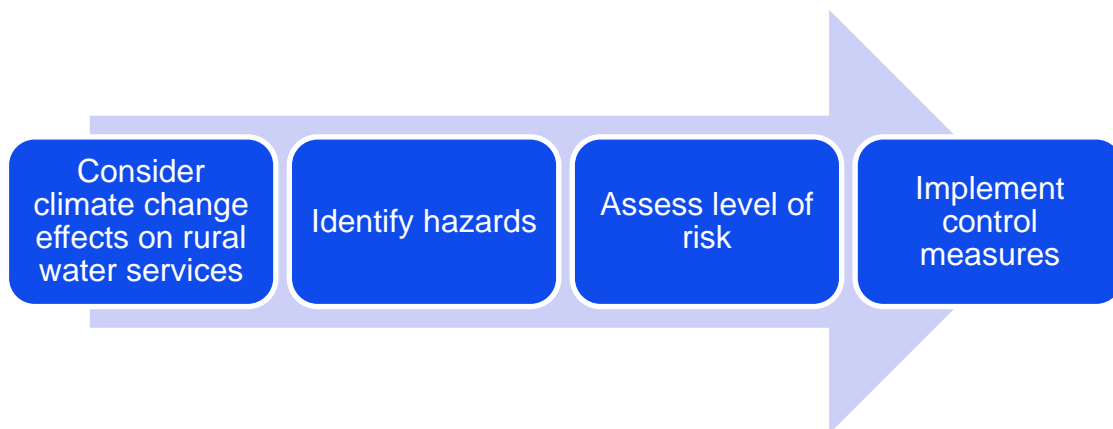 Consider
climate change
effects on rural
water services
Identify hazards
Assess level of
risk
Implement
control
measures